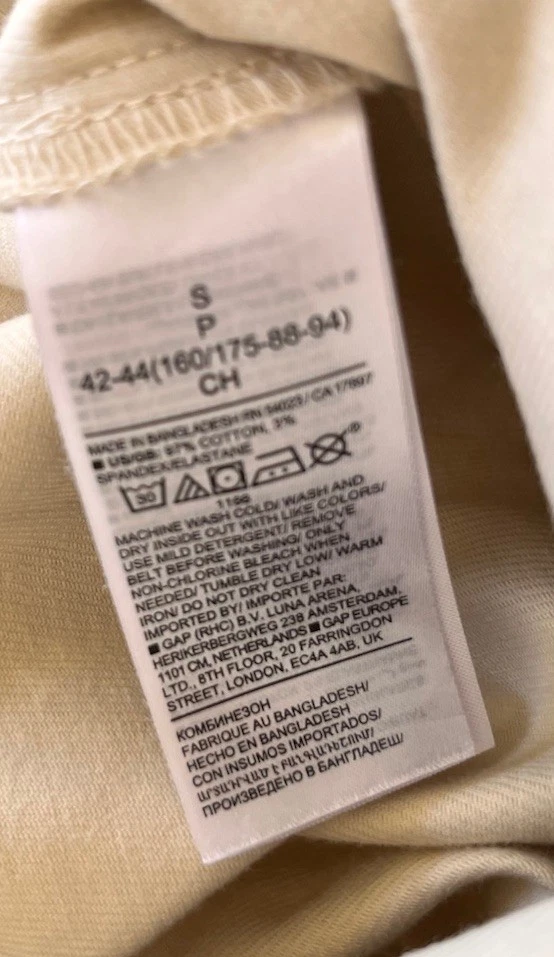 S
P
42-44(160/175-88-94)
CH
MADE IN BANGLADESH RN 54023/ CA 17897
■ US/GB: 97% COTTON, 3%
SPANDEX/ELASTANE
30
1166
MACHINE WASH COLD/ WASH AND
DRY INSIDE OUT WITH LIKE COLORS/
USE MILD DETERGENT/ REMOVE
BELT BEFORE WASHING/ ONLY
NON-CHLORINE BLEACH WHEN
NEEDED/ TUMBLE DRY LOW/ WARM
IRON/ DO NOT DRY CLEAN
IMPORTED BY/ IMPORTE PAR:
■ GAP (RHC) B.V. LUNA ARENA,
HERIKERBERGWEG 238 AMSTERDAM,
1101 CM, NETHERLANDS ■ GAP EUROPE
LTD., 8TH FLOOR, 20 FARRINGDON
STREET, LONDON, EC4A 4AB, UK
КОМБИНЕЗОН
FABRIQUE AU BANGLADESH/
HECHO EN BANGLADESH
CON INSUMOS IMPORTADOS/
ԱՐՏԱԴՐՎԱԾ Է ԲԱՆԳԼԱԴԵՇՈՒՄ/
ПРОИЗВЕДЕНО В БАНГЛАДЕШ/